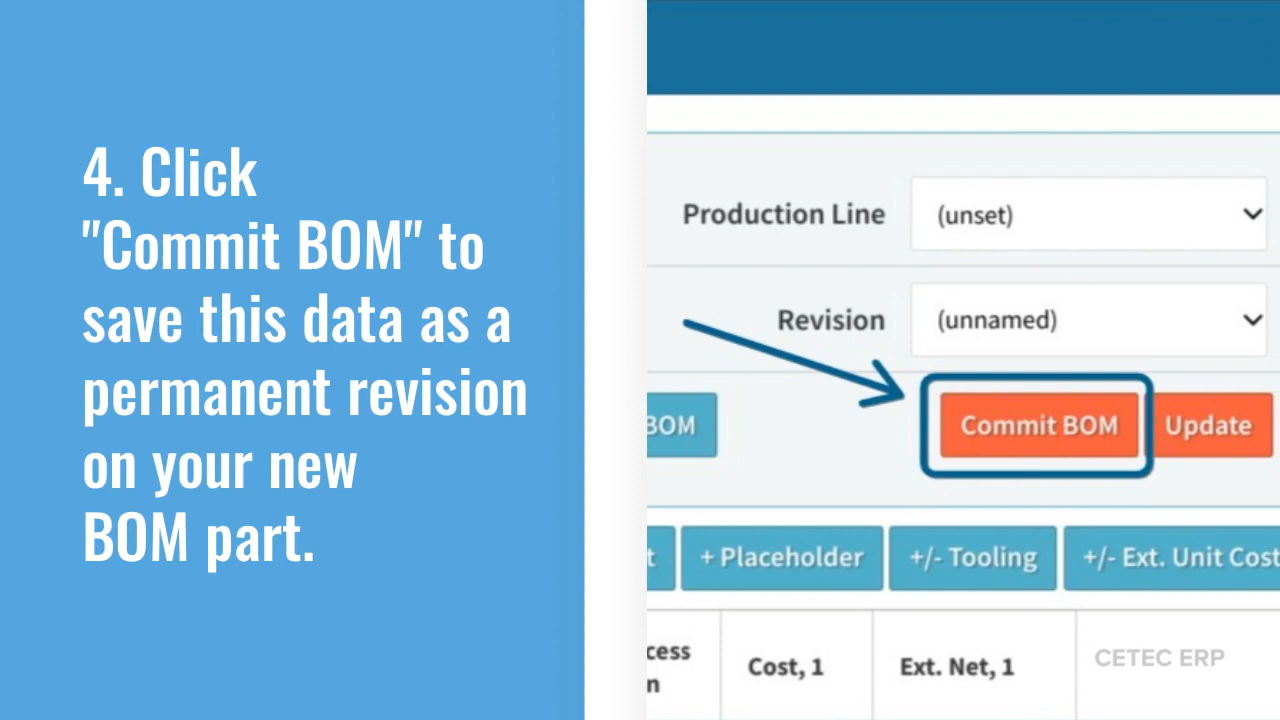 4. Click
"Commit BOM" to
save this data as a
permanent revision
on your new
BOM part.
Production Line (unset)
Revision (unnamed)
BOM Commit BOM Update
+ Placeholder +/- Tooling +/- Ext. Unit Cost
Cost, 1 Ext. Net, 1
CETEC ERP